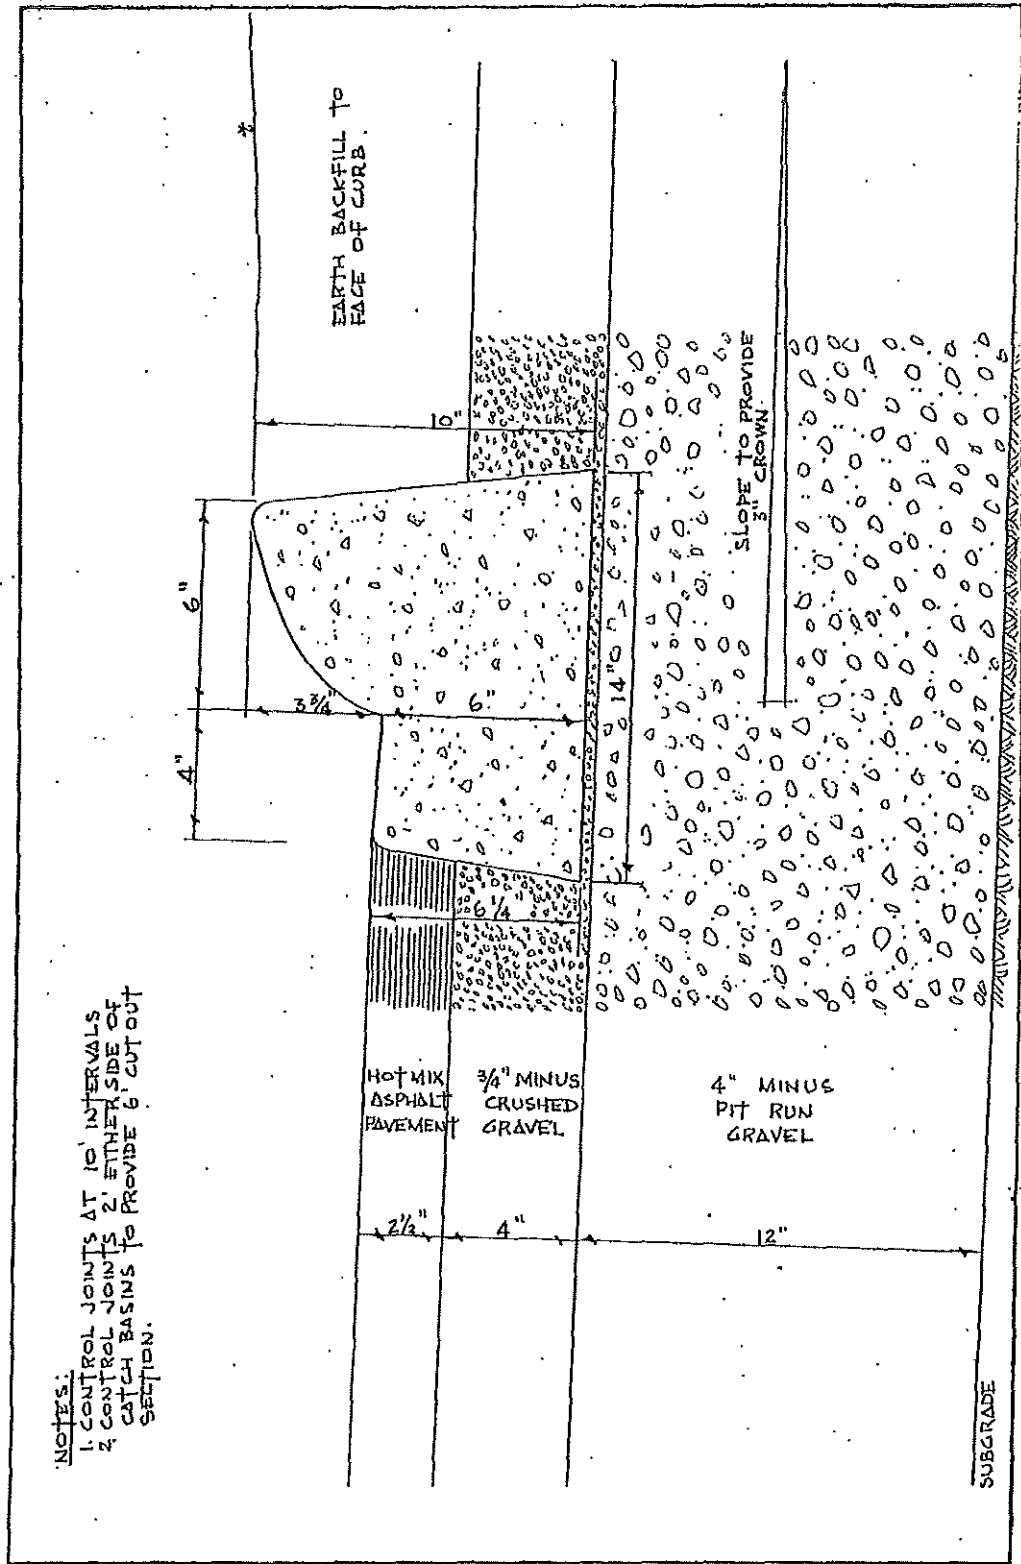 NOTES:
1. CONTROL JOINTS AT 10' INTERVALS
2. CONTROL JOINTS 2' EITHER SIDE OF
CATCH BASINS TO PROVIDE 6' CUT OUT
SECTION.
*
EARTH BACKFILL TO
FACE OF CURB.
6"
4"
10"
3 3/4"
6"
14"
6 1/4
SLOPE TO PROVIDE
3" CROWN.
HOT MIX
ASPHALT
PAVEMENT
3/4" MINUS
CRUSHED
GRAVEL
4" MINUS
PIT RUN
GRAVEL
2 1/2"
4"
12"
SUBGRADE